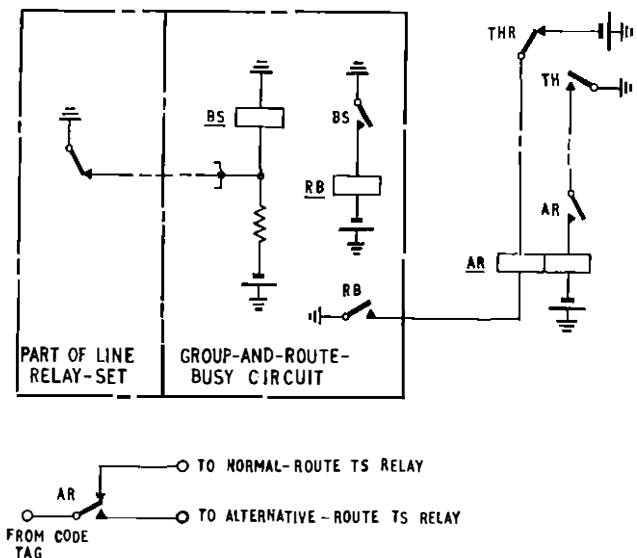 THR
TH
BS
BS
RB
AR
AR
RB
PART OF LINE
RELAY-SET
GROUP-AND-ROUTE-
BUSY CIRCUIT
AR
TO NORMAL-ROUTE TS RELAY
TO ALTERNATIVE-ROUTE TS RELAY
FROM CODE
TAG